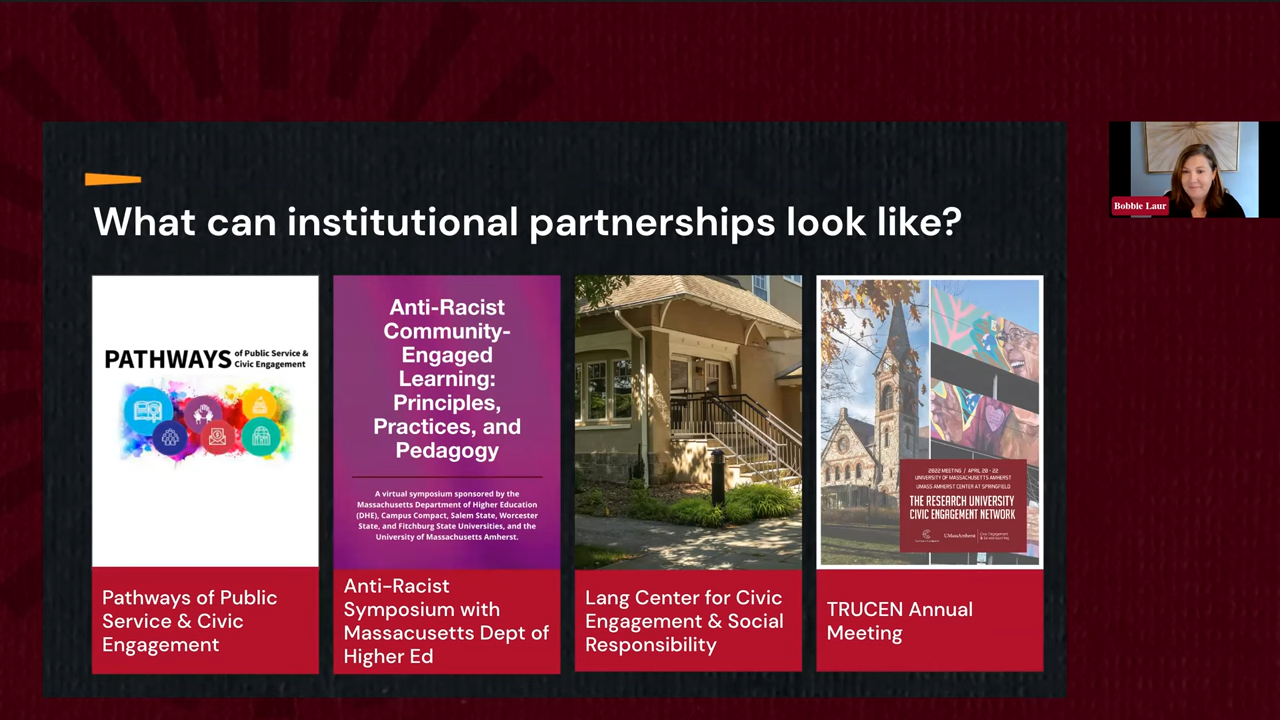 What can institutional partnerships look like?
Bobbie Laur
PATHWAYS of Public Service &
Civic Engagement
Anti-Racist
Community-
Engaged
Learning:
Principles,
Practices, and
Pedagogy
A virtual symposium sponsored by the
Massachusetts Department of Higher Education
(DHE), Campus Compact, Salem State, Worcester
State, and Fitchburg State Universities, and the
University of Massachusetts Amherst.
2022 MEETING / APRIL 20 - 22
UNIVERSITY OF MASSACHUSETTS AMHERST
UMASS AMHERST CENTER AT SPRINGFIELD
THE RESEARCH UNIVERSITY
CIVIC ENGAGEMENT NETWORK
UMassAmherst
Civic Engagement
& Service-Learning
Pathways of Public
Service & Civic
Engagement
Anti-Racist
Symposium with
Massacusetts Dept of
Higher Ed
Lang Center for Civic
Engagement & Social
Responsibility
TRUCEN Annual
Meeting